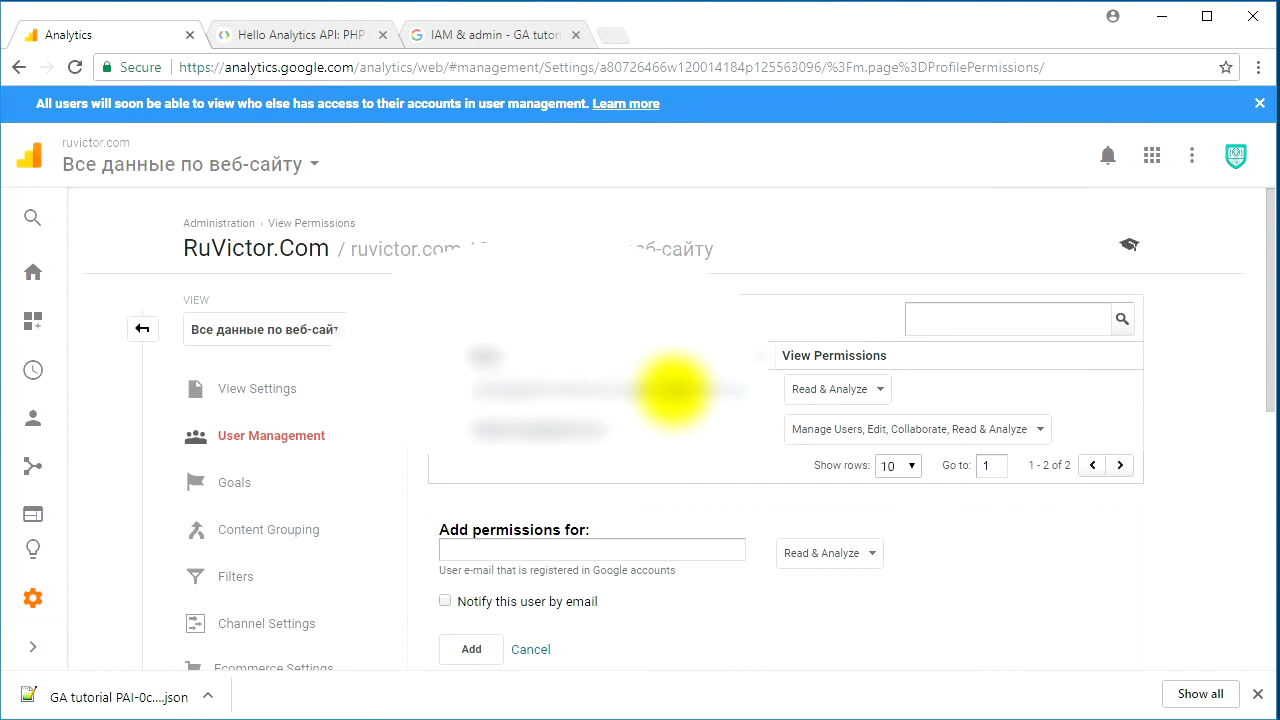 Analytics
Hello Analytics API: PHP
IAM & admin - GA tutori
Secure
https://analytics.google.com/analytics/web/#management/Settings/a80726466w120014184p125563096/%3Fm.page%3DProfilePermissions/
All users will soon be able to view who else has access to their accounts in user management. Learn more
ruvictor.com
Все данные по веб-сайту
Administration › View Permissions
RuVictor.Com / ruvictor.com / еб-сайту
VIEW
Все данные по веб-сайт
View Permissions
View Settings
Read & Analyze
User Management
Manage Users, Edit, Collaborate, Read & Analyze
Show rows: 10 Go to: 1 1 - 2 of 2
Goals
Content Grouping
Add permissions for:
Read & Analyze
User e-mail that is registered in Google accounts
Filters
Notify this user by email
Channel Settings
Add Cancel
Ecommerce Settings
GA tutorial PAI-0c....json
Show all